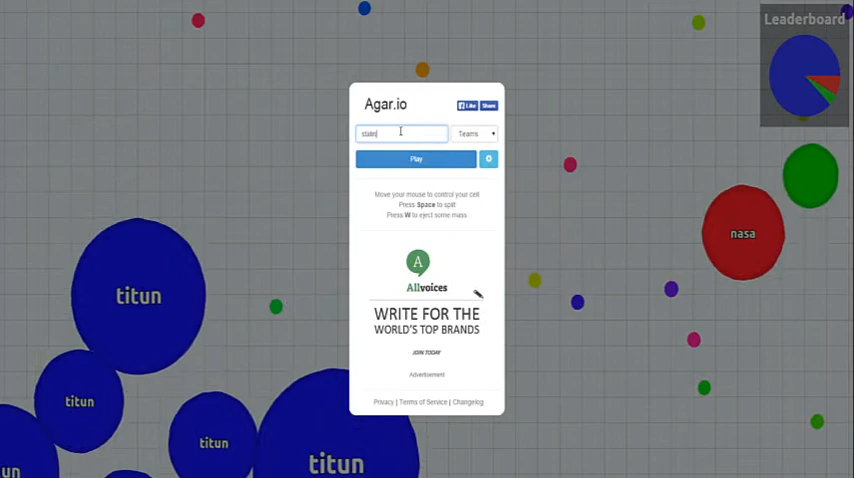 Leaderboard
Agar.io
Like Share
stalin
Teams
Play
Move your mouse to control your cell
Press Space to split
Press W to eject some mass
A
Allvoices
WRITE FOR THE
WORLD'S TOP BRANDS
JOIN TODAY
Advertisement
Privacy | Terms of Service | Changelog
nasa
titun
titun
titun
titun
un